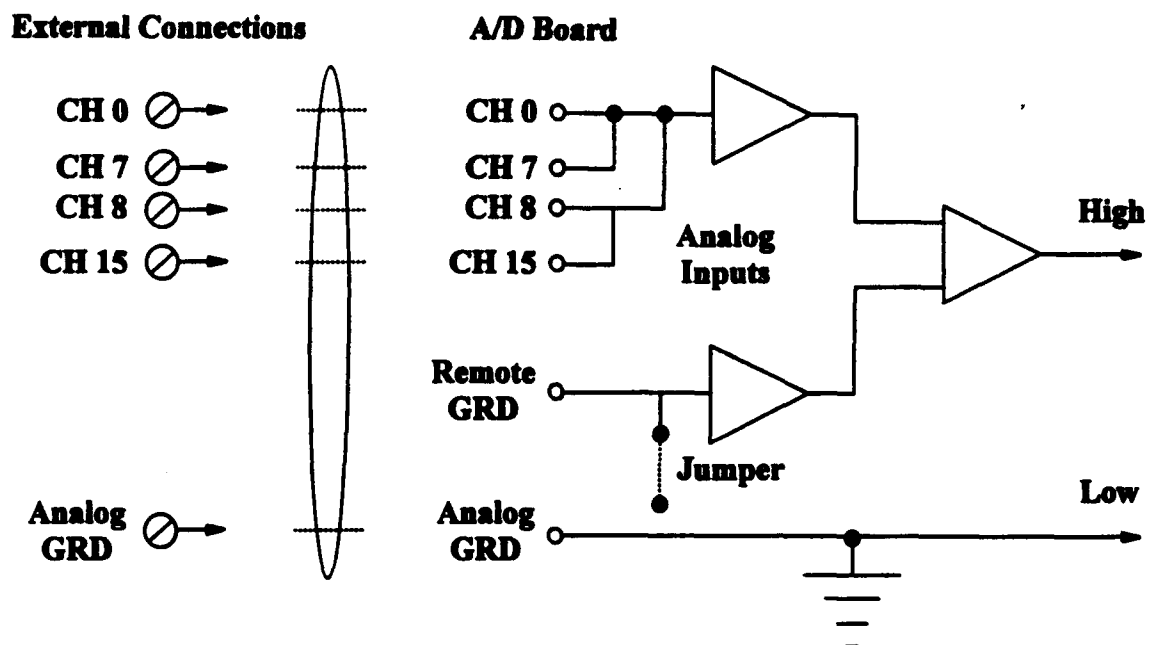 External Connections
A/D Board
CH 0
CH 7
CH 8
CH 15
Analog
GRD
CH 0
CH 7
CH 8
CH 15
Analog
Inputs
High
Remote
GRD
Jumper
Analog
GRD
Low